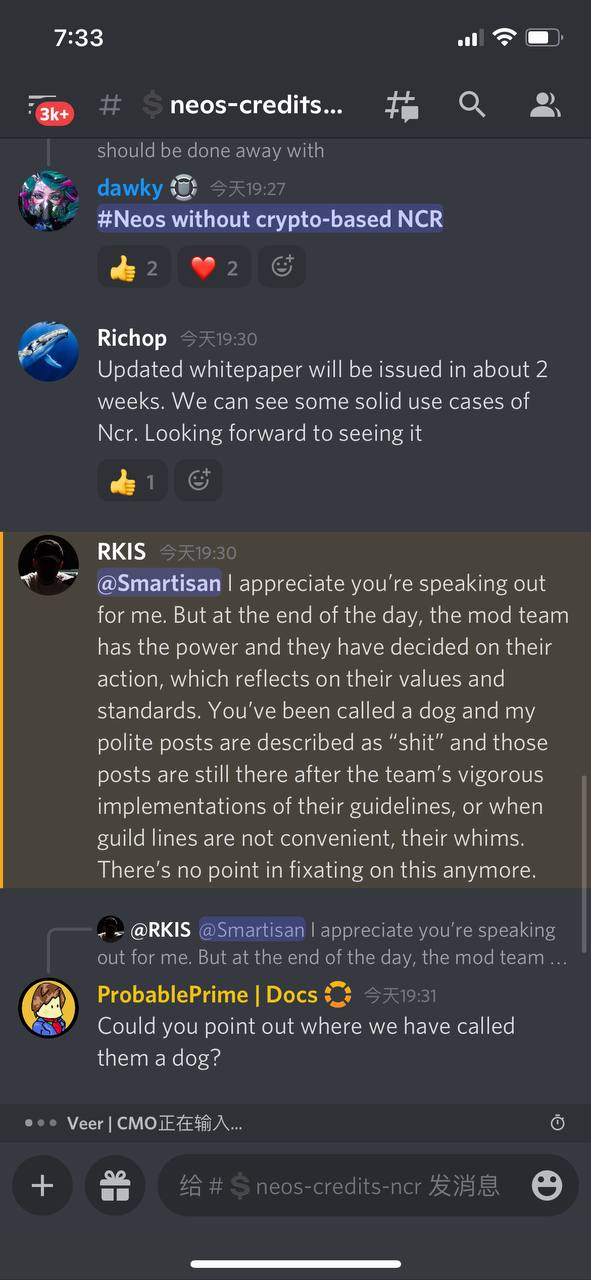 7:33
3k+
# 💲neos-credits...
should be done away with
dawky 今天19:27
#Neos without crypto-based NCR
👍 2 ❤️ 2
Richop 今天19:30
Updated whitepaper will be issued in about 2
weeks. We can see some solid use cases of
Ncr. Looking forward to seeing it
👍 1
RKIS 今天19:30
@Smartisan I appreciate you’re speaking out
for me. But at the end of the day, the mod team
has the power and they have decided on their
action, which reflects on their values and
standards. You’ve been called a dog and my
polite posts are described as “shit” and those
posts are still there after the team’s vigorous
implementations of their guidelines, or when
guild lines are not convenient, their whims.
There’s no point in fixating on this anymore.
@RKIS @Smartisan I appreciate you’re speaking
out for me. But at the end of the day, the mod team ...
ProbablePrime | Docs 今天19:31
Could you point out where we have called
them a dog?
Veer | CMO正在输入...
给 # 💲neos-credits-ncr 发消息